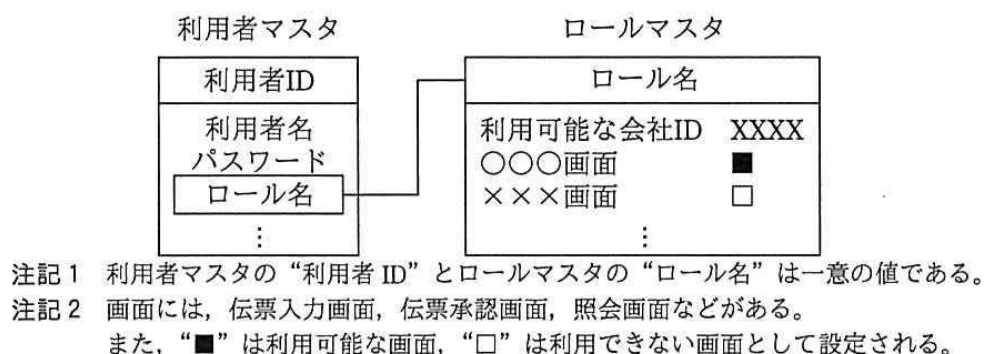 利用者マスタ
ロールマスタ
利用者ID
ロール名
利用者名
利用可能な会社ID XXXX
パスワード
○○○画面 ■
ロール名
×××画面 □
⋮
⋮
注記1 利用者マスタの“利用者 ID”とロールマスタの“ロール名”は一意の値である。
注記2 画面には，伝票入力画面，伝票承認画面，照会画面などがある。
また，“■”は利用可能な画面，“□”は利用できない画面として設定される。